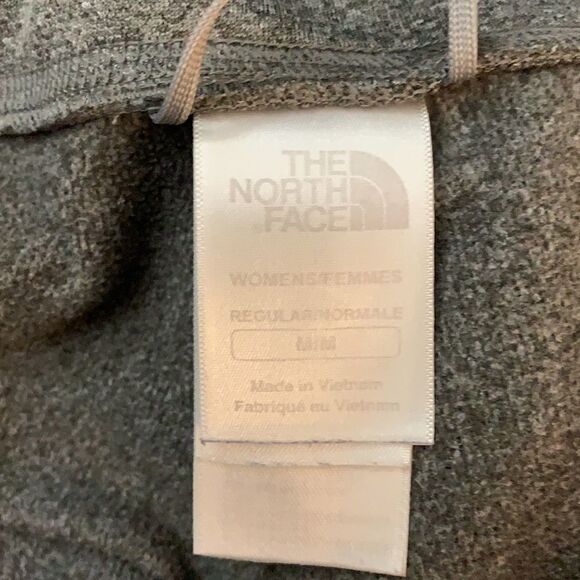 THE
NORTH
FACE
WOMENS/FEMMES
REGULAR/NORMALE
M/M
Made in Vietnam
Fabriqué au Vietnam